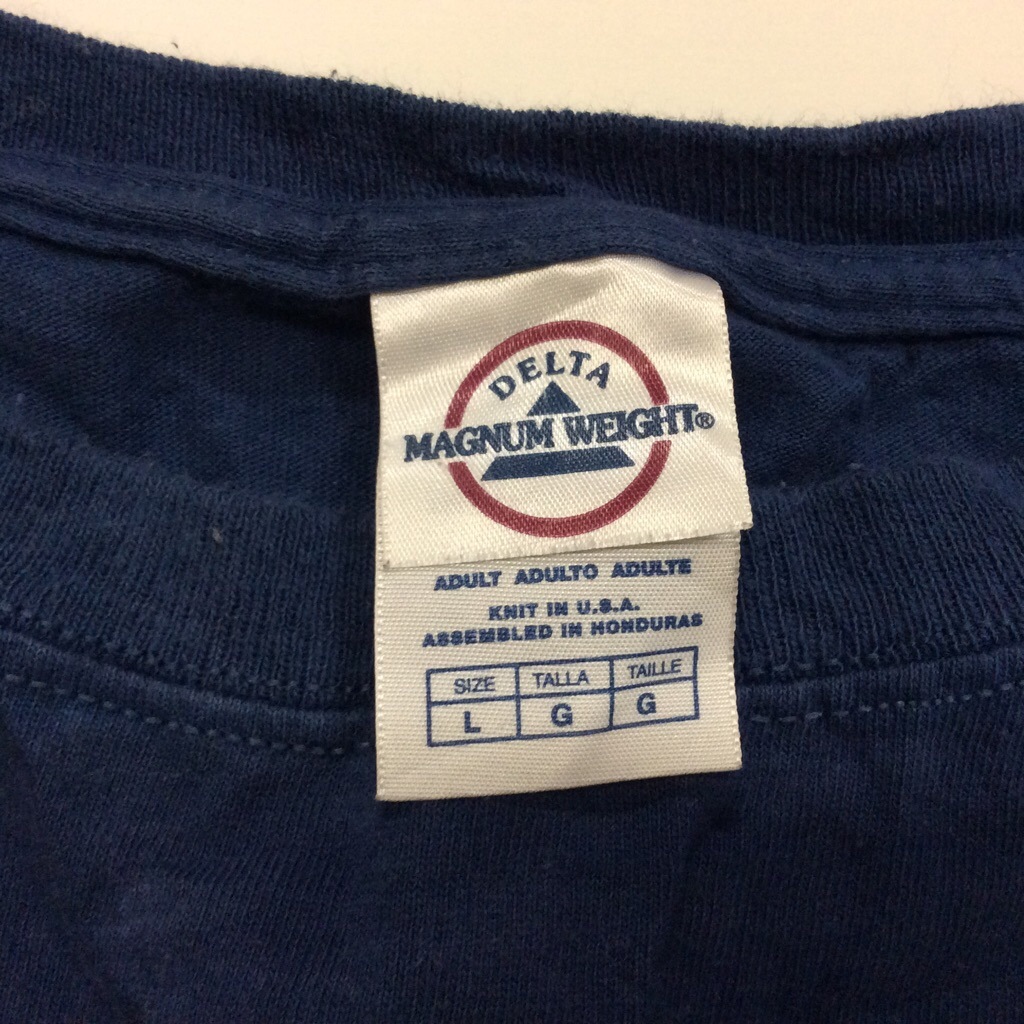 DELTA
MAGNUM WEIGHT®
ADULT ADULTO ADULTE
KNIT IN U.S.A.
ASSEMBLED IN HONDURAS
SIZE TALLA TAILLE
L G G